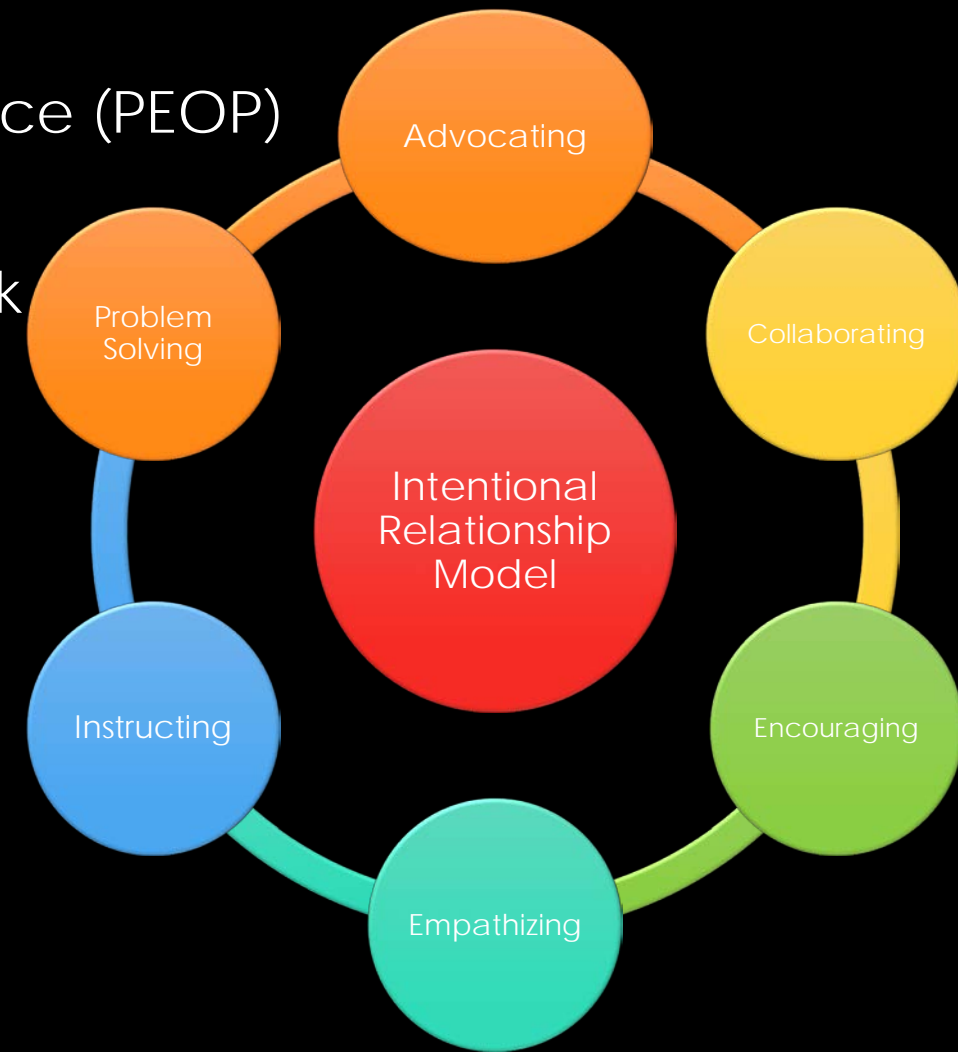 ce (PEOP)
k
Advocating
Collaborating
Encouraging
Empathizing
Instructing
Problem
Solving
Intentional
Relationship
Model